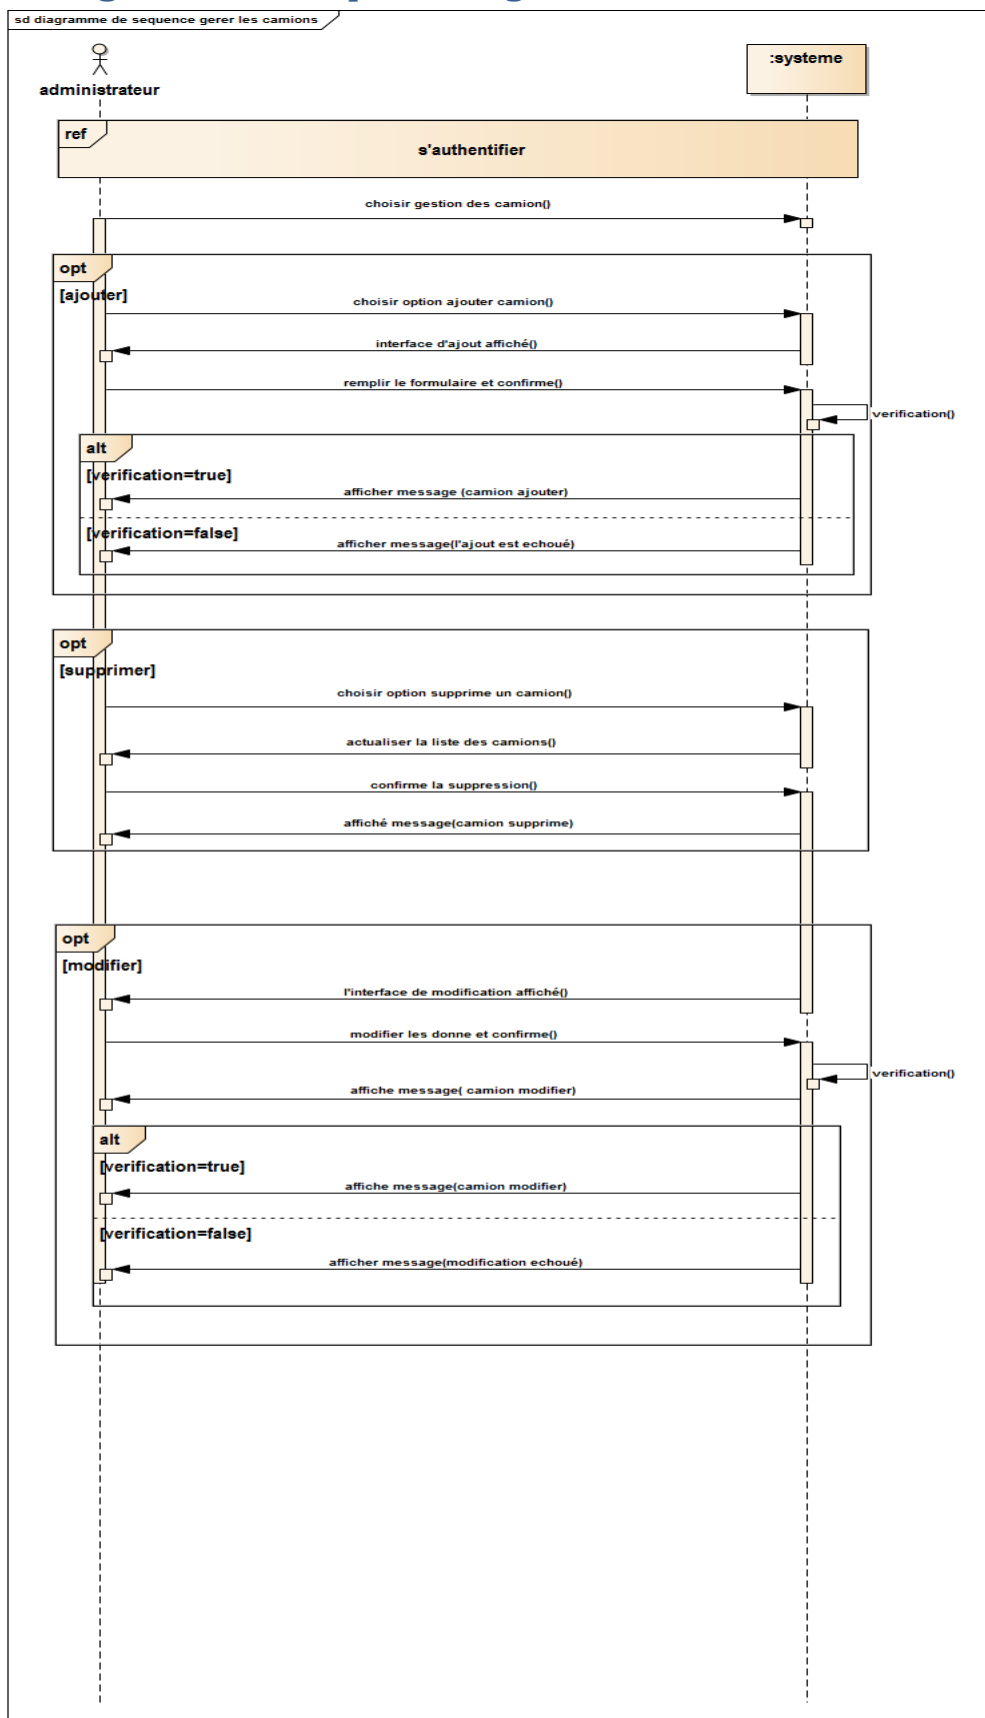 sd diagramme de sequence gerer les camions
administrateur
:systeme
ref
s'authentifier
choisir gestion des camion()
opt
[ajouter]
choisir option ajouter camion()
interface d'ajout affiché()
remplir le formulaire et confirme()
verification()
alt
[verification=true]
afficher message (camion ajouter)
[verification=false]
afficher message(l'ajout est echoué)
opt
[supprimer]
choisir option supprime un camion()
actualiser la liste des camions()
confirme la suppression()
affiché message(camion supprime)
opt
[modifier]
l'interface de modification affiché()
modifier les donne et confirme()
verification()
affiche message( camion modifier)
alt
[verification=true]
affiche message(camion modifier)
[verification=false]
afficher message(modification echoué)